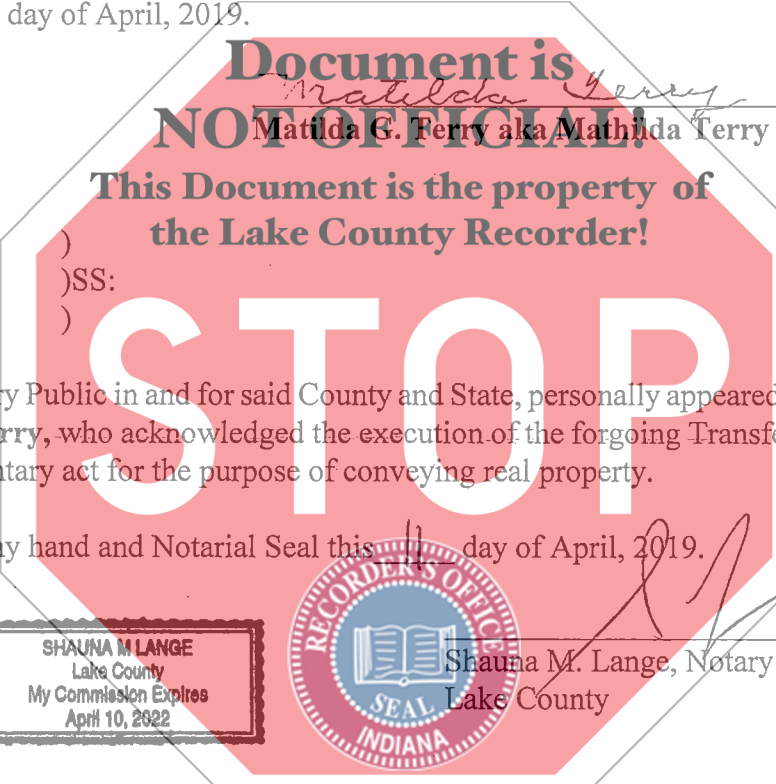 day of April, 2019.
Document is
Matilda Terry
NOT OFFICIAL!
Matilda G. Terry aka Mathilda Terry
This Document is the property of
the Lake County Recorder!
)
)SS:
)
STOP
ry Public in and for said County and State, personally appeared
rry, who acknowledged the execution of the forgoing Transfe
ntary act for the purpose of conveying real property.
ny hand and Notarial Seal this 11 day of April, 2019.
RECORDER'S OFFICE
SEAL
INDIANA
SHAUNA M LANGE
Lake County
My Commission Expires
April 10, 2022
Shauna M. Lange, Notary
Lake County